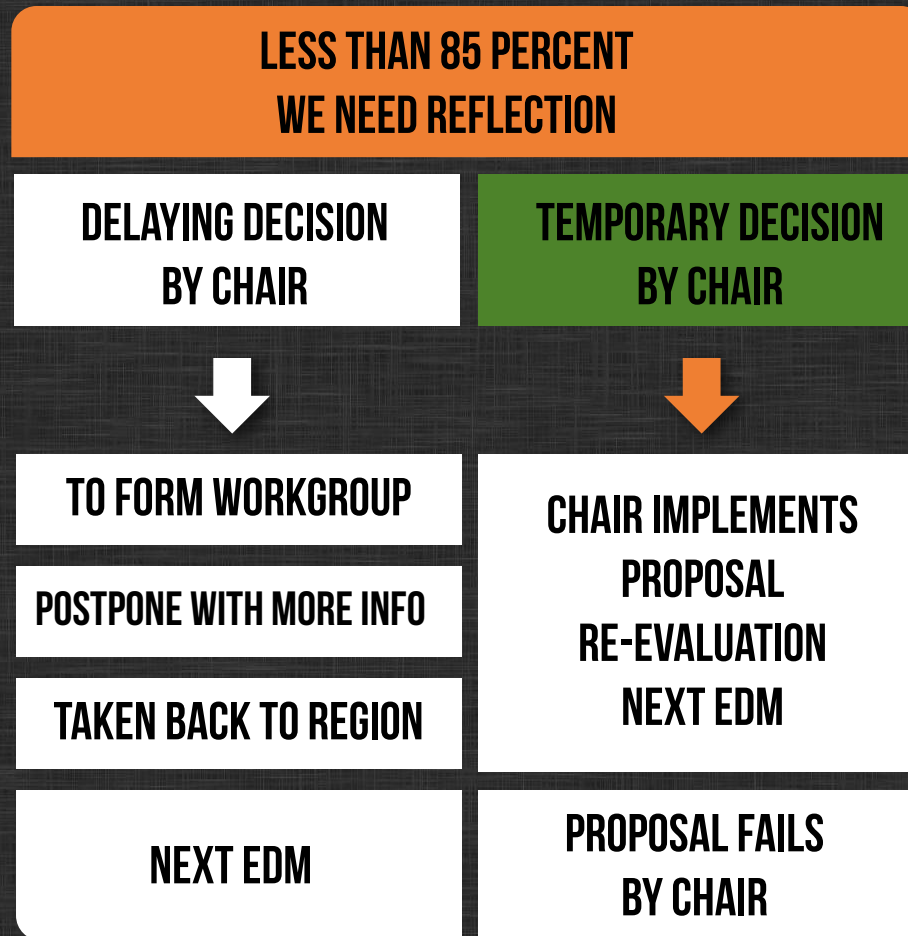 LESS THAN 85 PERCENT
WE NEED REFLECTION
DELAYING DECISION
BY CHAIR
TEMPORARY DECISION
BY CHAIR
TO FORM WORKGROUP
POSTPONE WITH MORE INFO
TAKEN BACK TO REGION
NEXT EDM
CHAIR IMPLEMENTS
PROPOSAL
RE-EVALUATION
NEXT EDM
PROPOSAL FAILS
BY CHAIR